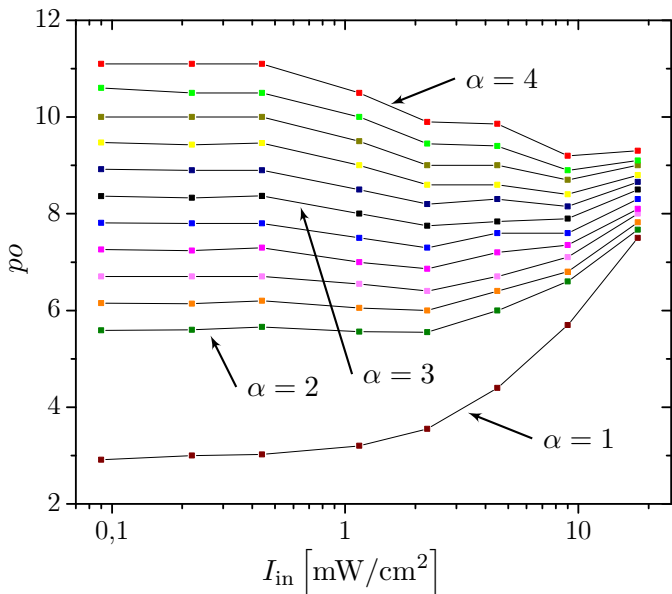 12
10
8
6
4
2
po
α = 4
α = 3
α = 2
α = 1
0,1
1
10
I_in [mW/cm²]